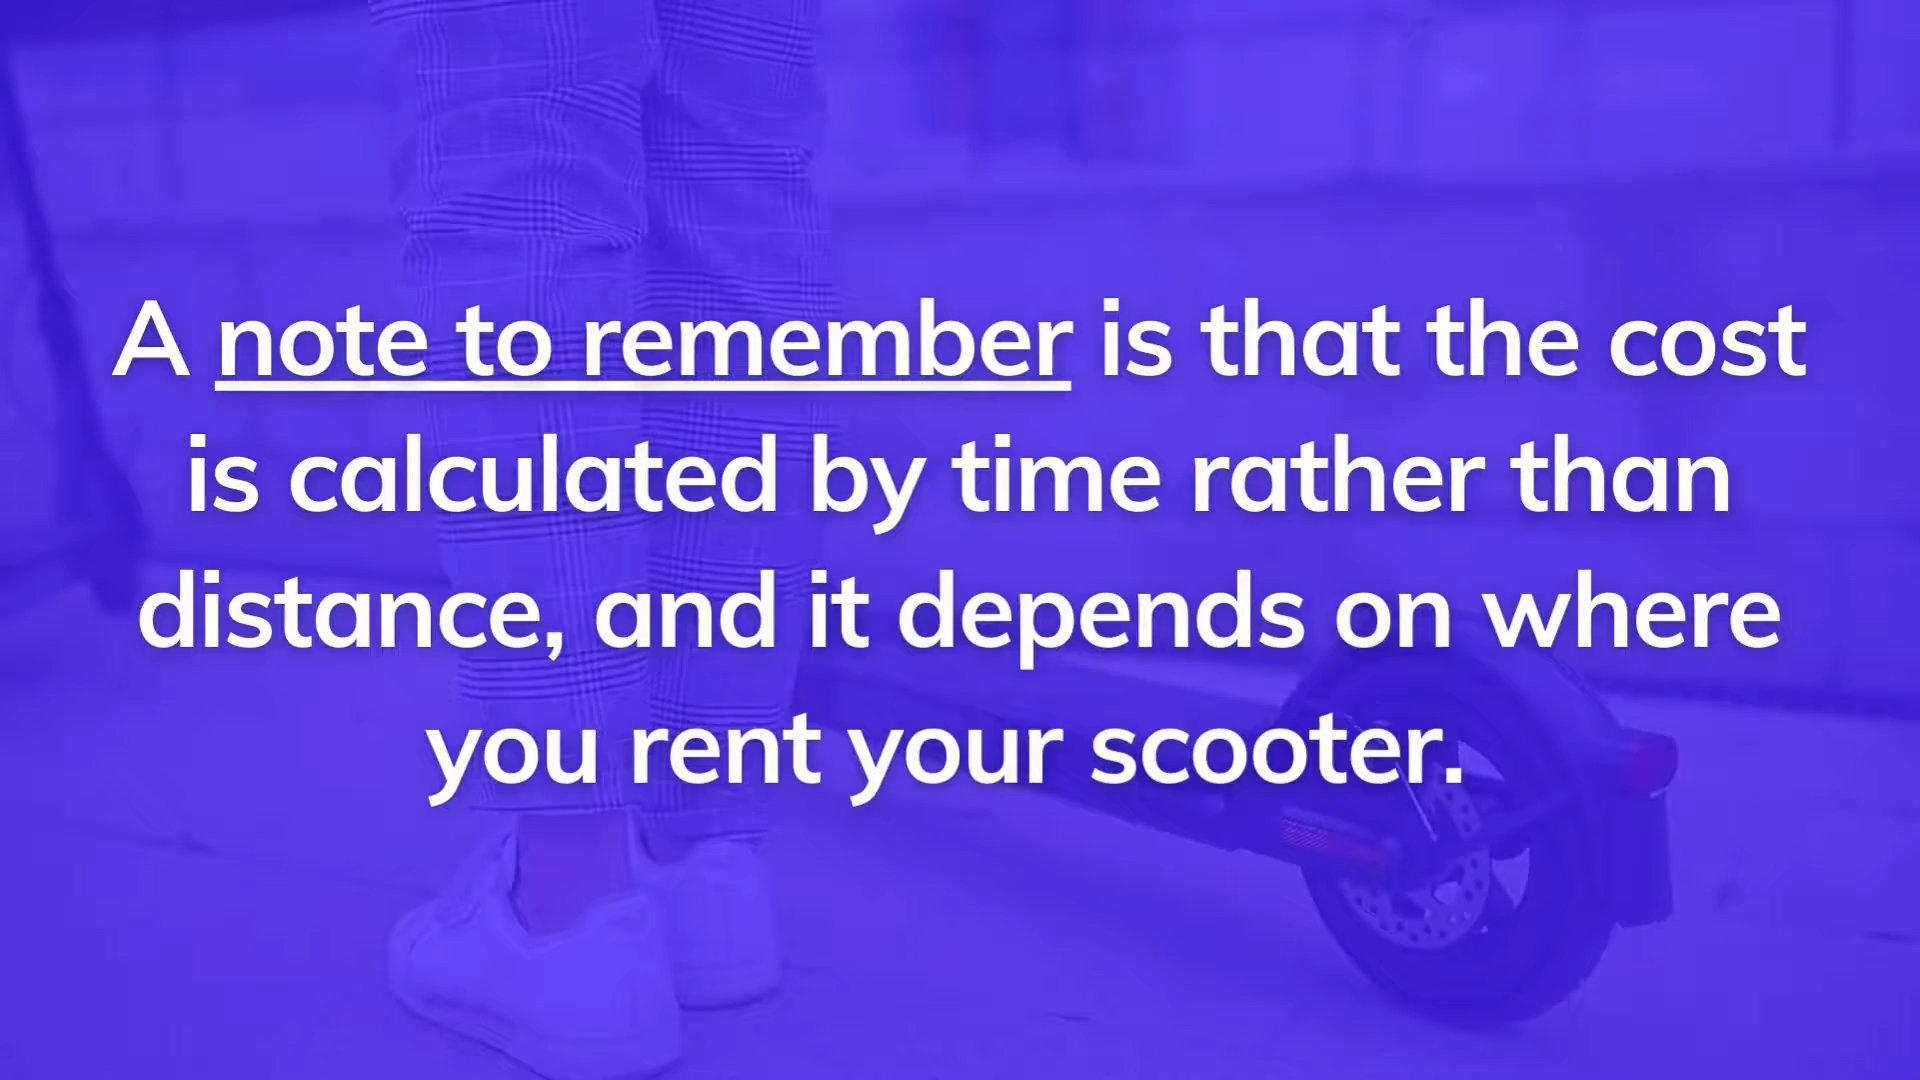 A note to remember is that the cost
is calculated by time rather than
distance, and it depends on where
you rent your scooter.